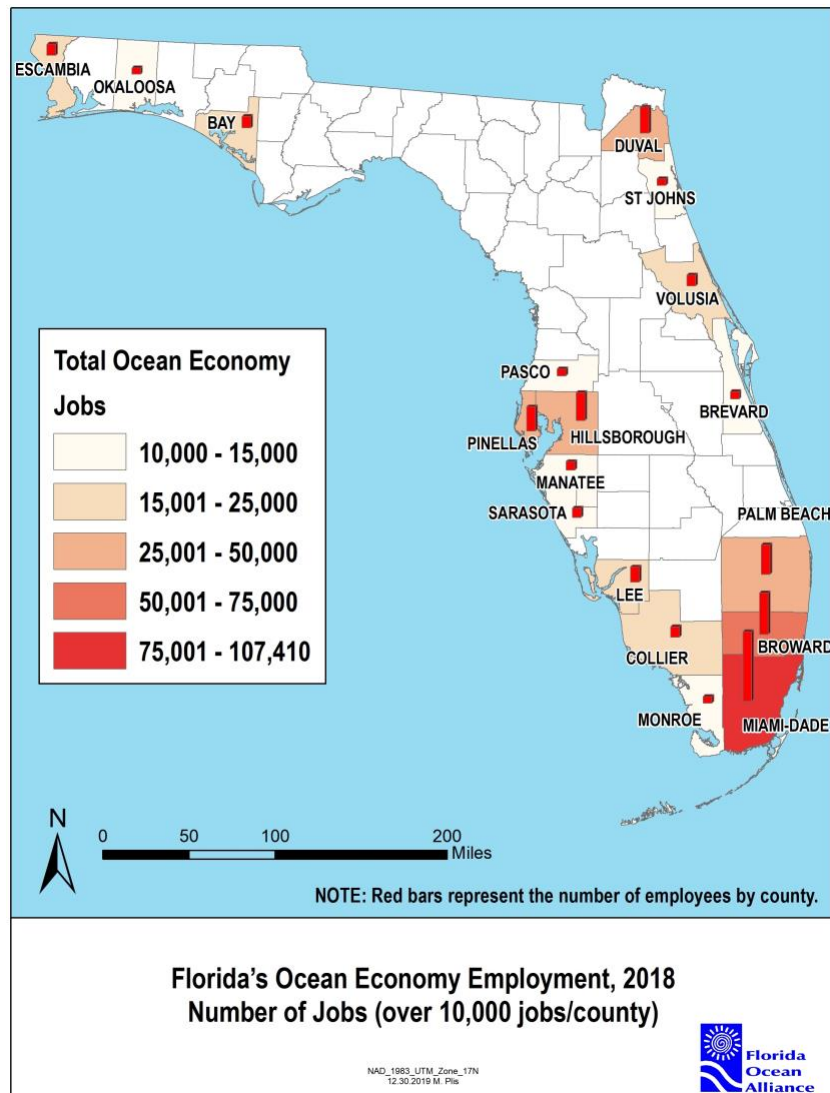 ESCAMBIA
OKALOOSA
BAY
DUVAL
ST JOHNS
VOLUSIA
Total Ocean Economy
Jobs
10,000 - 15,000
15,001 - 25,000
25,001 - 50,000
50,001 - 75,000
75,001 - 107,410
PASCO
BREVARD
PINELLAS
HILLSBOROUGH
MANATEE
SARASOTA
PALM BEACH
LEE
COLLIER
BROWARD
MONROE
MIAMI-DADE
N
0 50 100 200
Miles
NOTE: Red bars represent the number of employees by county.
Florida's Ocean Economy Employment, 2018
Number of Jobs (over 10,000 jobs/county)
NAD_1983_UTM_Zone_17N
12.30.2019 M. Plis
Florida
Ocean
Alliance